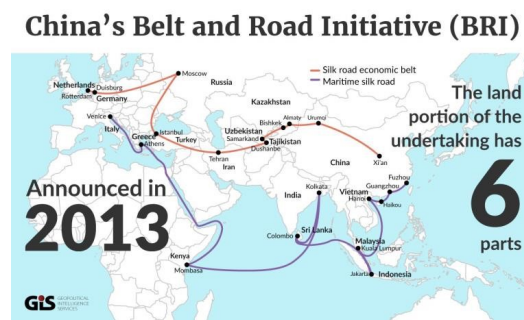 China's Belt and Road Initiative (BRI)
Moscow
Silk road economic belt
Maritime silk road
Netherlands
Duisburg
Rotterdam
Germany
Russia
The land
portion of the
undertaking has
6
parts
Kazakhstan
Venice
Italy
Almaty
Urumqi
Bishkek
Istanbul
Greece
Athens
Turkey
Uzbekistan
Samarkand
Tajikistan
Dushanbe
Tehran
Iran
China
Xi'an
Fuzhou
Guangzhou
Announced in
2013
India
Kolkata
Vietnam
Hanoi
Haikou
Colombo
Sri Lanka
Malaysia
Kuala Lumpur
Kenya
Mombasa
Jakarta
Indonesia
GIS
GEOPOLITICAL
INTELLIGENCE
SERVICES